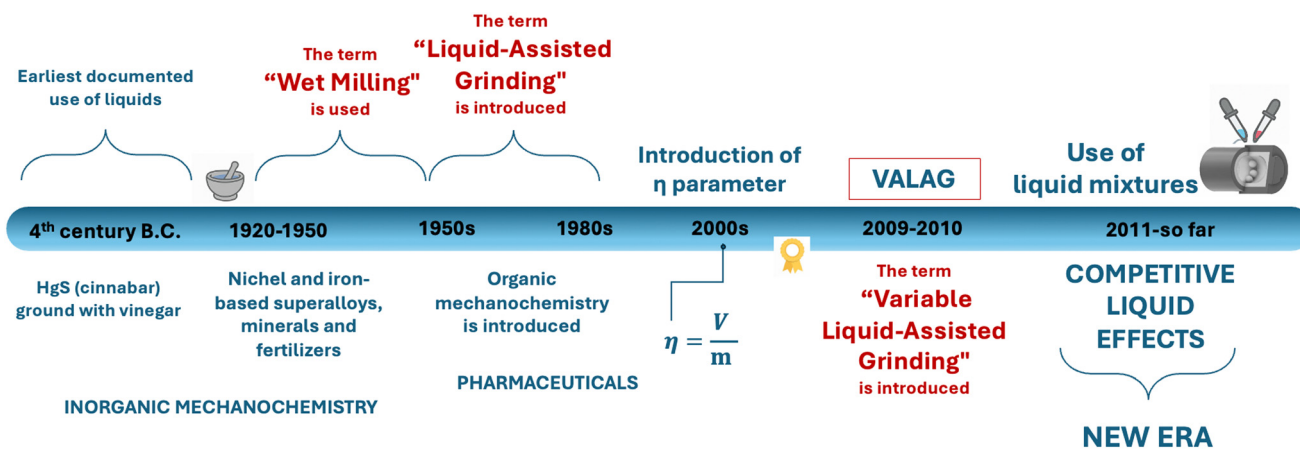 Earliest documented
use of liquids
The term
“Wet Milling"
is used
The term
“Liquid-Assisted
Grinding"
is introduced
Introduction of
η parameter
VALAG
Use of
liquid mixtures
4th century B.C.
1920-1950
1950s
1980s
2000s
2009-2010
2011-so far
HgS (cinnabar)
ground with vinegar
Nichel and iron-
based superalloys,
minerals and
fertilizers
INORGANIC MECHANOCHEMISTRY
Organic
mechanochemistry
is introduced
PHARMACEUTICALS
η = V/m
The term
“Variable
Liquid-Assisted
Grinding"
is introduced
COMPETITIVE
LIQUID
EFFECTS
NEW ERA